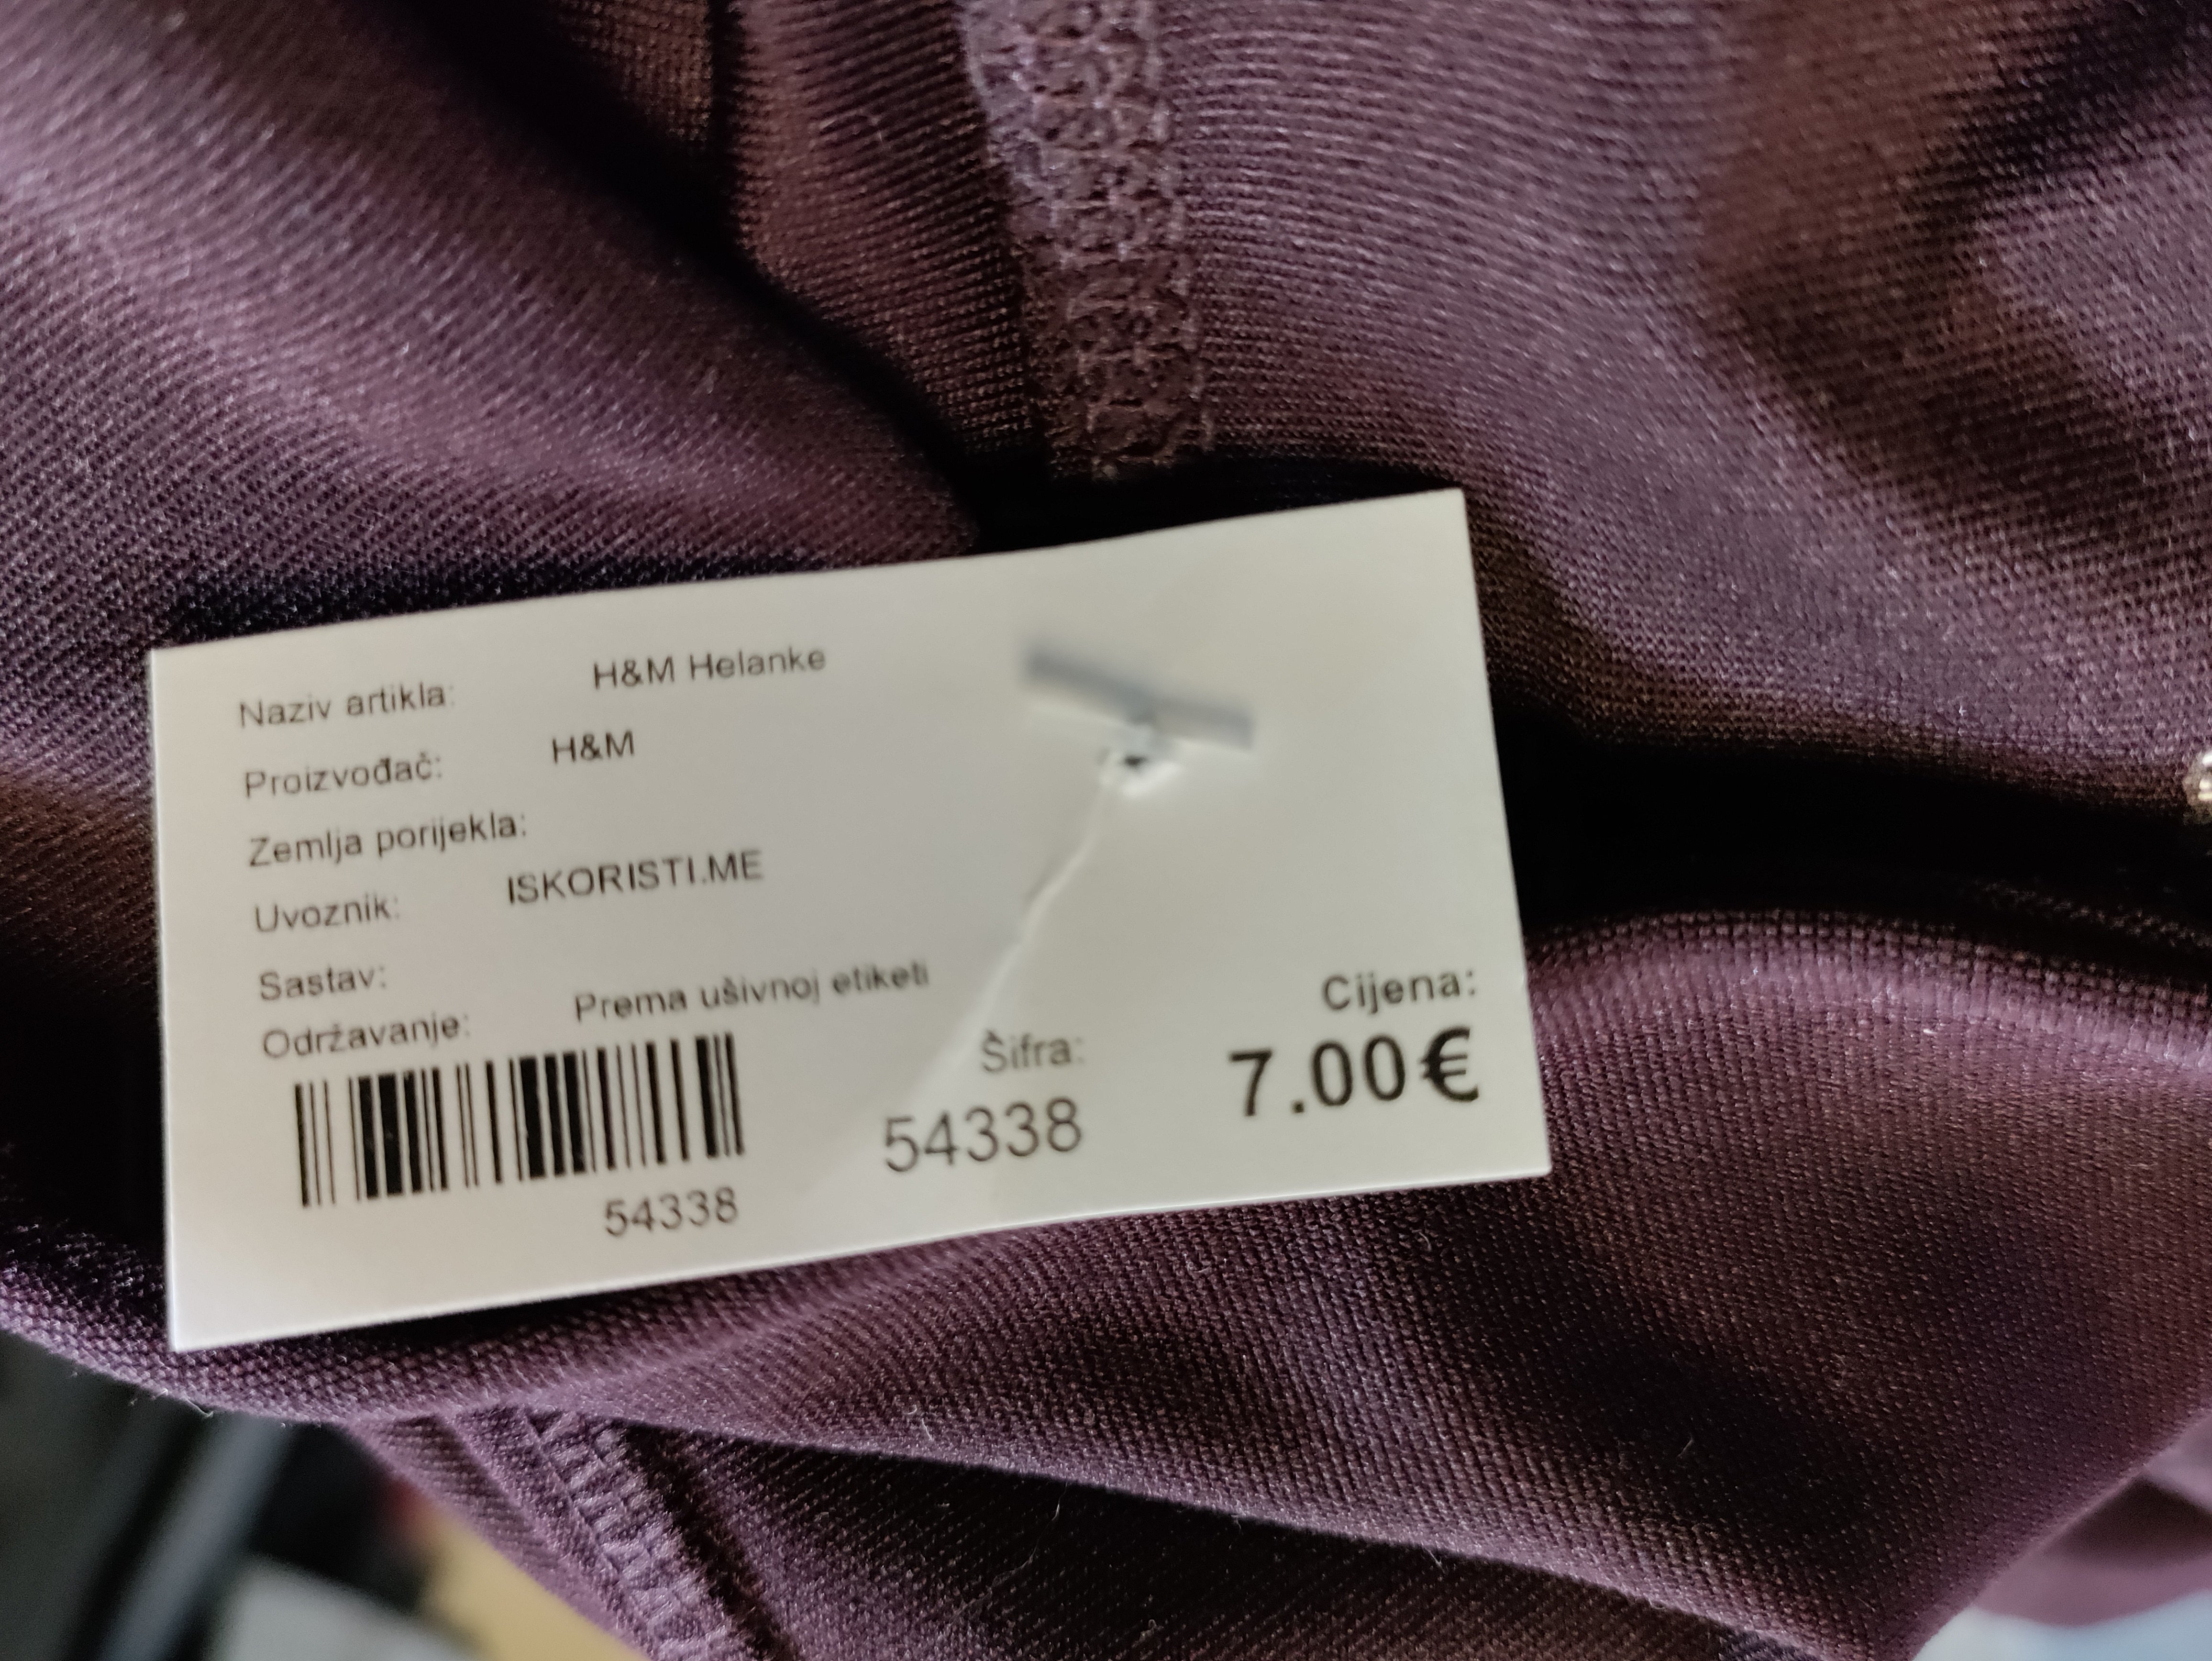 Naziv artikla: H&M Helanke
Proizvođač: H&M
Zemlja porijekla:
Uvoznik: ISKORISTI.ME
Sastav:
Održavanje: Prema ušivnoj etiketi
54338
Šifra:
54338
Cijena:
7.00€